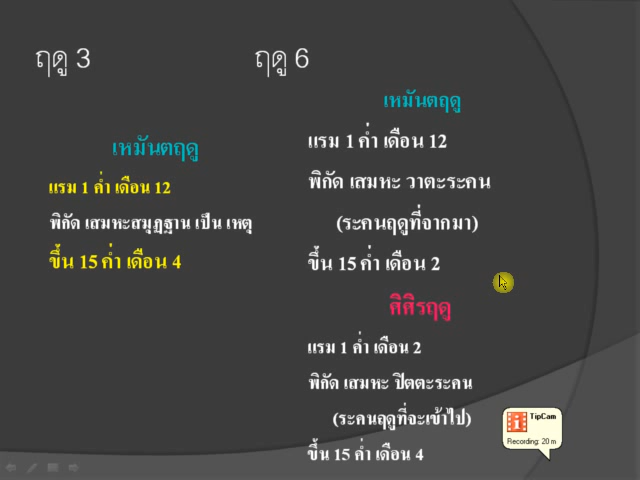 ฤดู 3
ฤดู 6
เหมันตฤดู
แรม 1 ค่ำ เดือน 12
พิกัด เสมหะสมุฏฐาน เป็น เหตุ
ขึ้น 15 ค่ำ เดือน 4
เหมันตฤดู
แรม 1 ค่ำ เดือน 12
พิกัด เสมหะ วาตะระคน
(ระคนฤดูที่จากมา)
ขึ้น 15 ค่ำ เดือน 2
สิสิรฤดู
แรม 1 ค่ำ เดือน 2
พิกัด เสมหะ ปิตตะระคน
(ระคนฤดูที่จะเข้าไป)
ขึ้น 15 ค่ำ เดือน 4
TipCam
Recording: 20 m